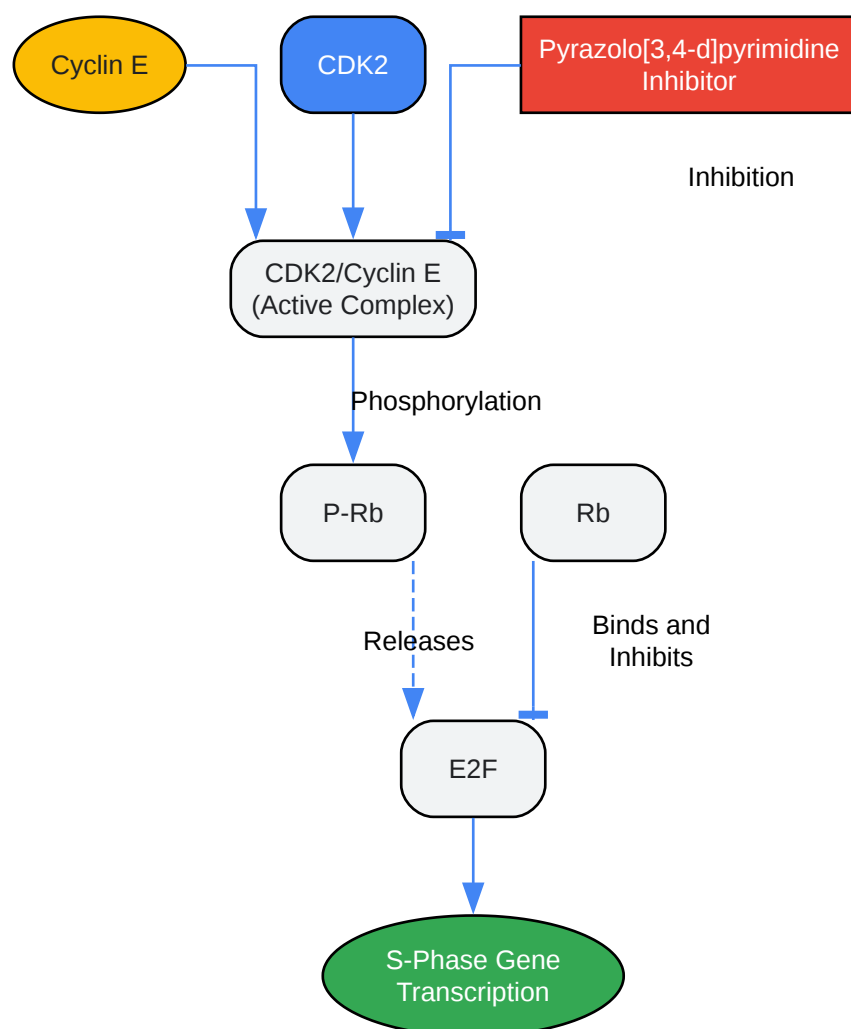 Cyclin E
CDK2
Pyrazolo[3,4-d]pyrimidine
Inhibitor
Inhibition
CDK2/Cyclin E
(Active Complex)
Phosphorylation
P-Rb
Rb
Releases
Binds and
Inhibits
E2F
S-Phase Gene
Transcription